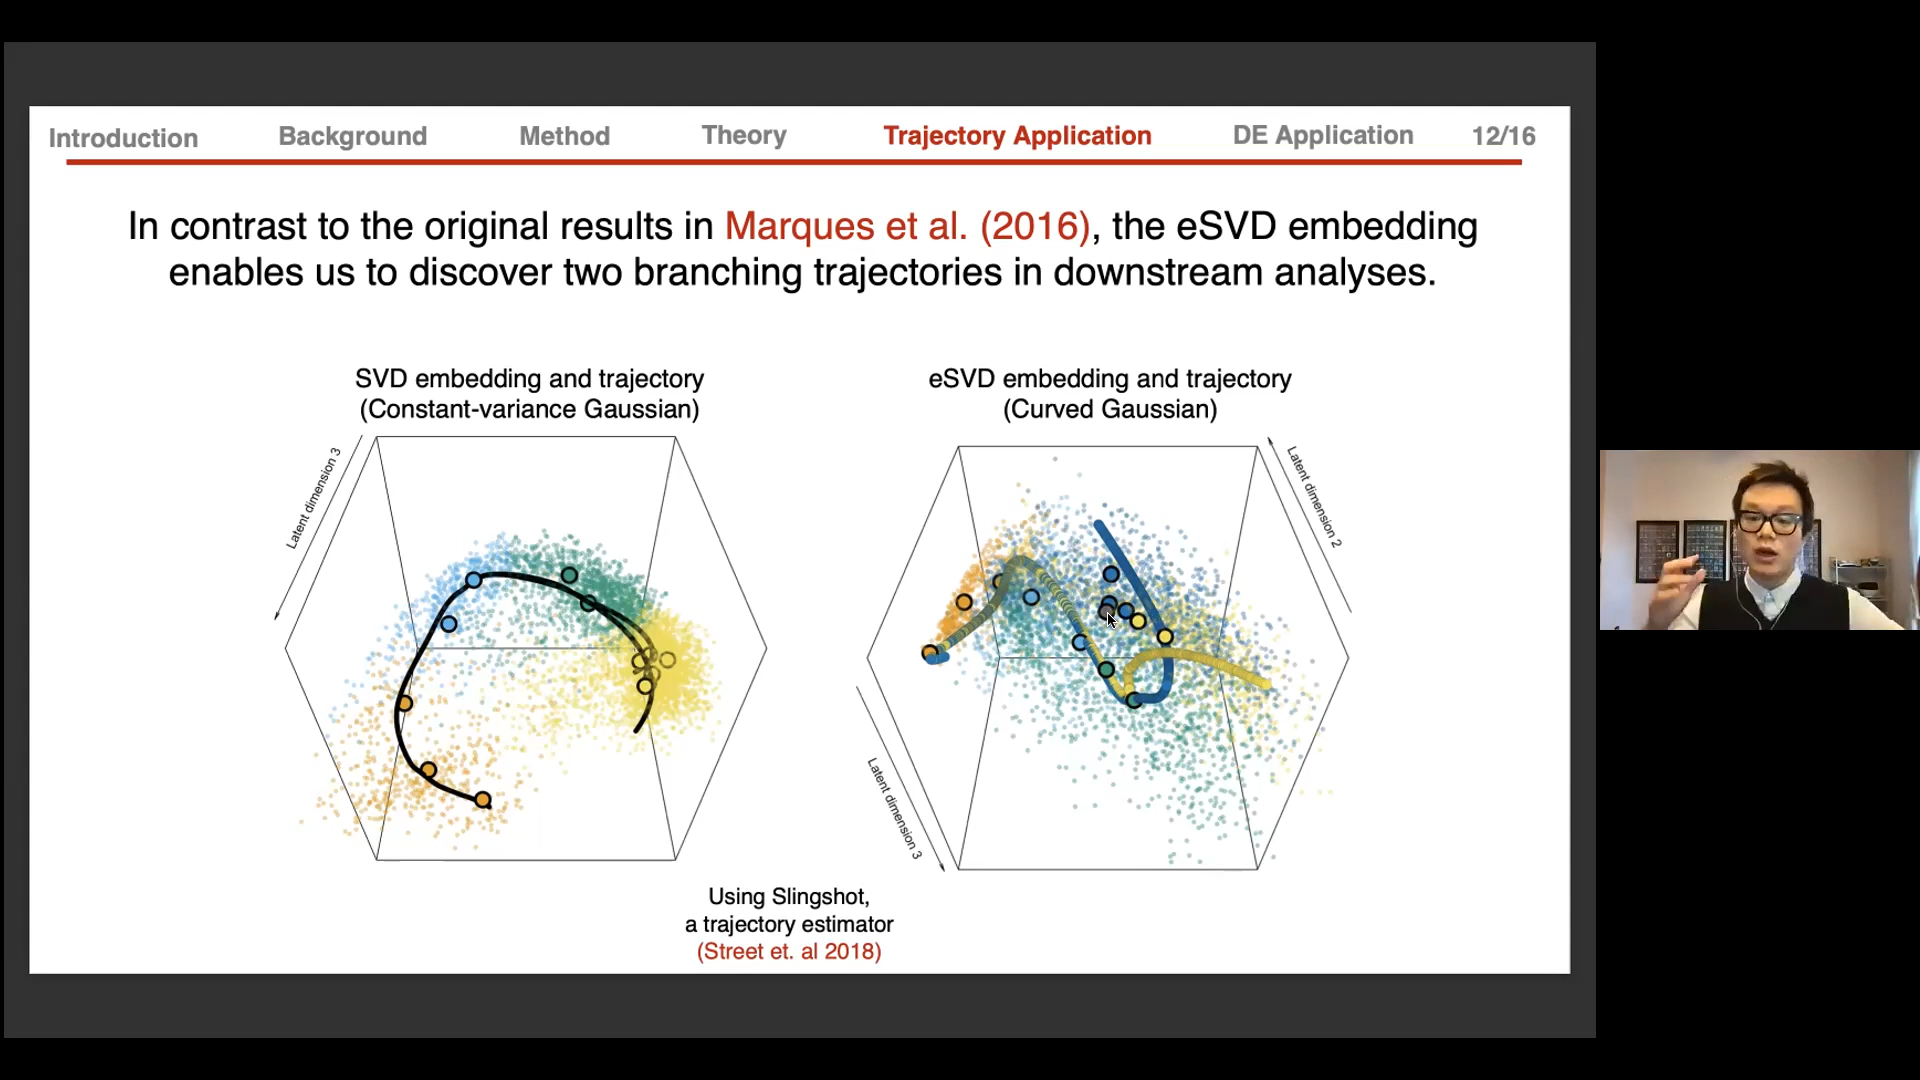 Introduction Background Method Theory Trajectory Application DE Application 12/16
In contrast to the original results in Marques et al. (2016), the eSVD embedding
enables us to discover two branching trajectories in downstream analyses.
SVD embedding and trajectory
(Constant-variance Gaussian)
Latent dimension 3
eSVD embedding and trajectory
(Curved Gaussian)
Latent dimension 2
Latent dimension 3
Using Slingshot,
a trajectory estimator
(Street et. al 2018)